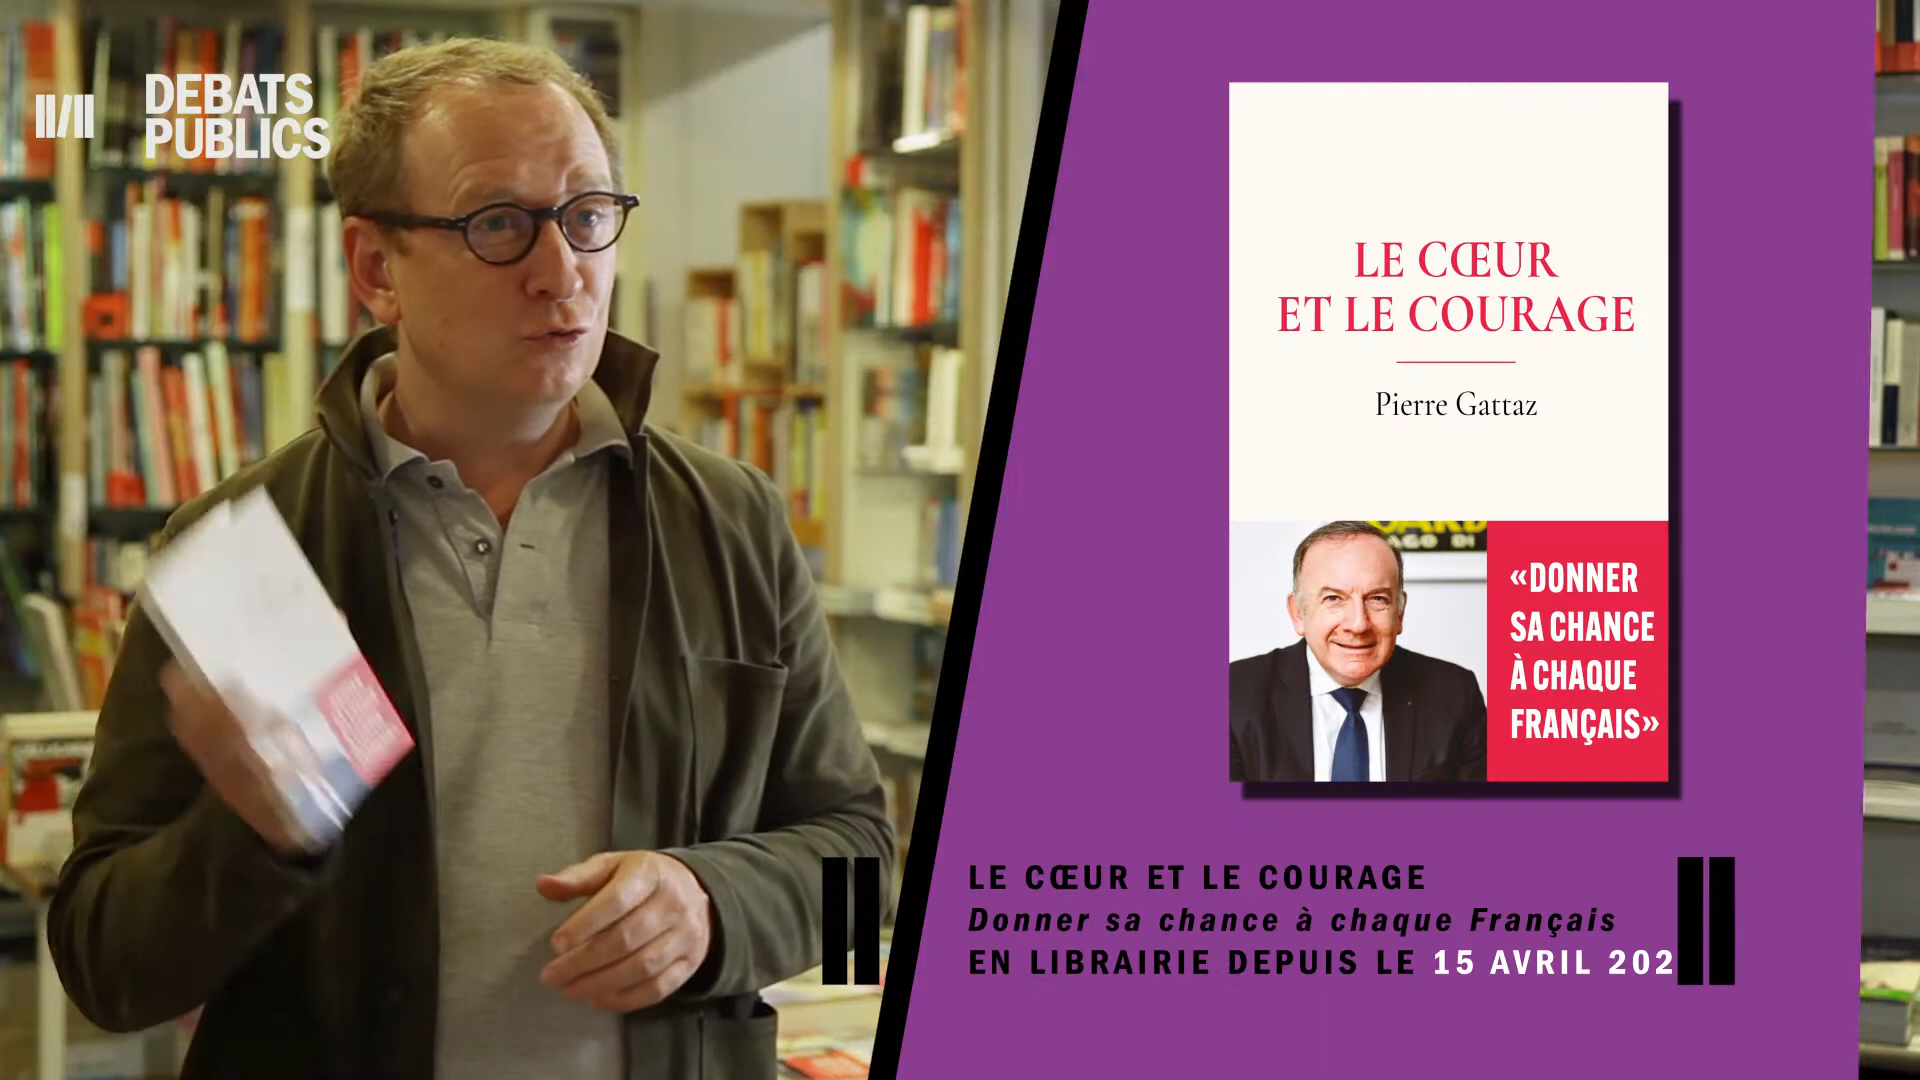 DEBATS
PUBLICS
LE CŒUR
ET LE COURAGE
Pierre Gattaz
«DONNER
SA CHANCE
À CHAQUE
FRANÇAIS»
LE CŒUR ET LE COURAGE
Donner sa chance à chaque Français
EN LIBRAIRIE DEPUIS LE 15 AVRIL 202